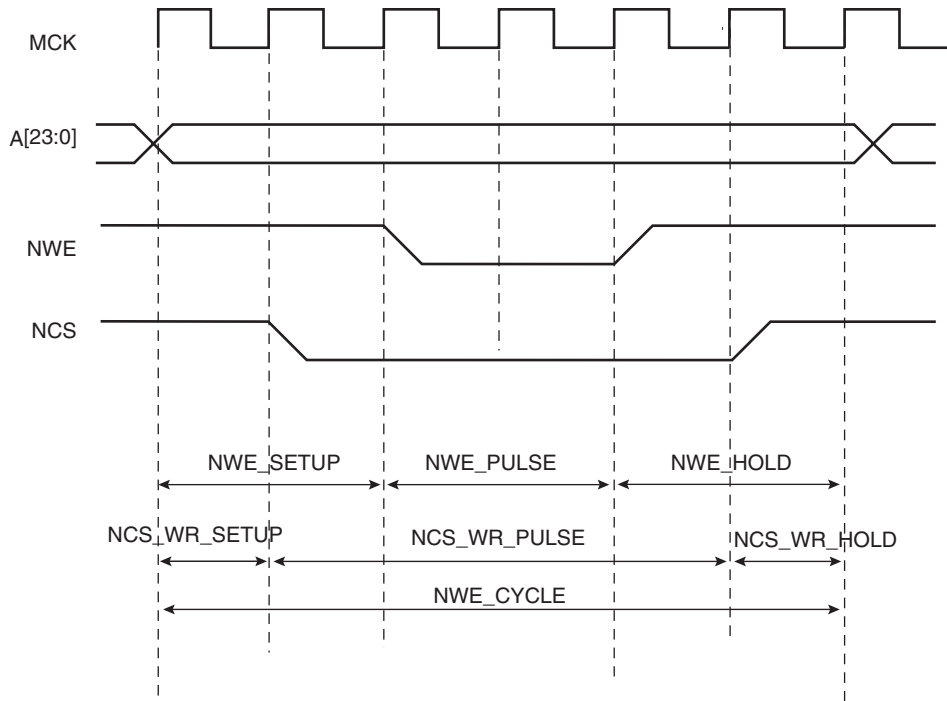 MCK
A[23:0]
NWE
NCS
NWE_SETUP NWE_PULSE NWE_HOLD
NCS_WR_SETUP NCS_WR_PULSE NCS_WR_HOLD
NWE_CYCLE